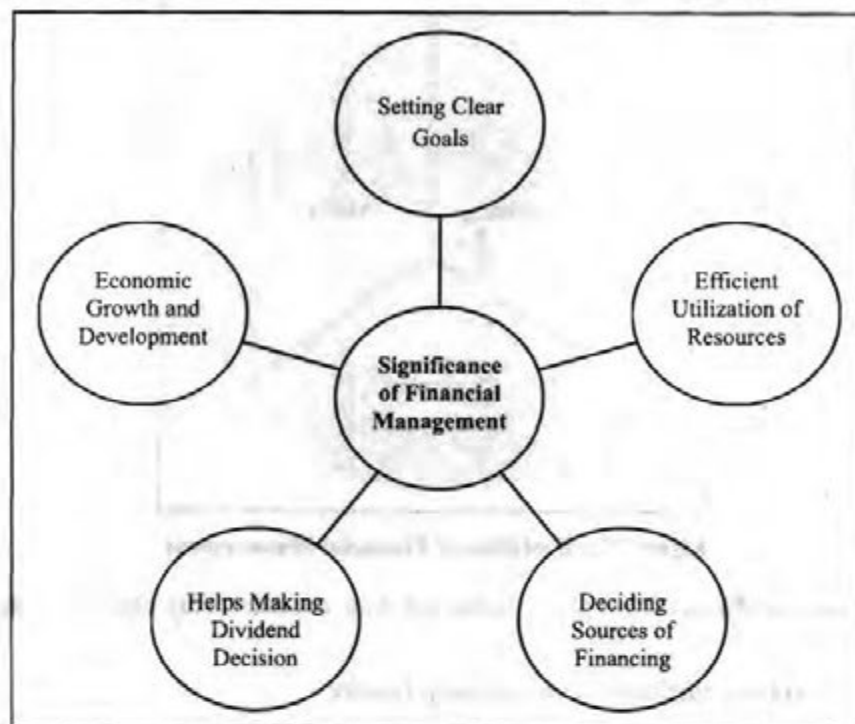 Setting Clear
Goals
Efficient
Utilization of
Resources
Economic
Growth and
Development
Significance
of Financial
Management
Helps Making
Dividend
Decision
Deciding
Sources of
Financing